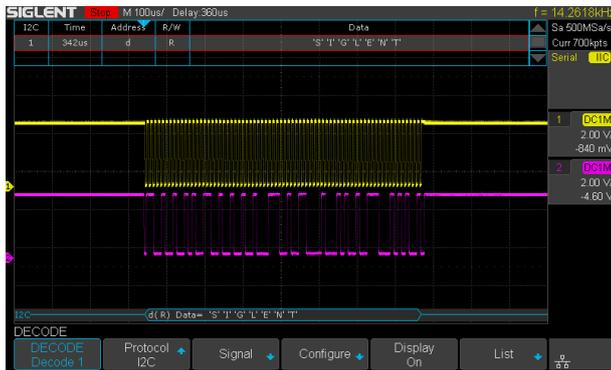 SIGLENT Stop M 100us/ Delay:360us f = 14.2618kHz
I2C Time Address R/W Data
1 342us d R 'S' 'I' 'G' 'L' 'E' 'N' 'T'
Sa 500MSa/s
Curr 700kpts
Serial IIC
1 DC1M
2.00 V/
-840 mV
2 DC1M
2.00 V/
-4.60 V
1
2
I2C d( R) Data= 'S' 'I' 'G' 'L' 'E' 'N' 'T'
DECODE
DECODE Protocol Signal Configure Display List
Decode 1 I2C On